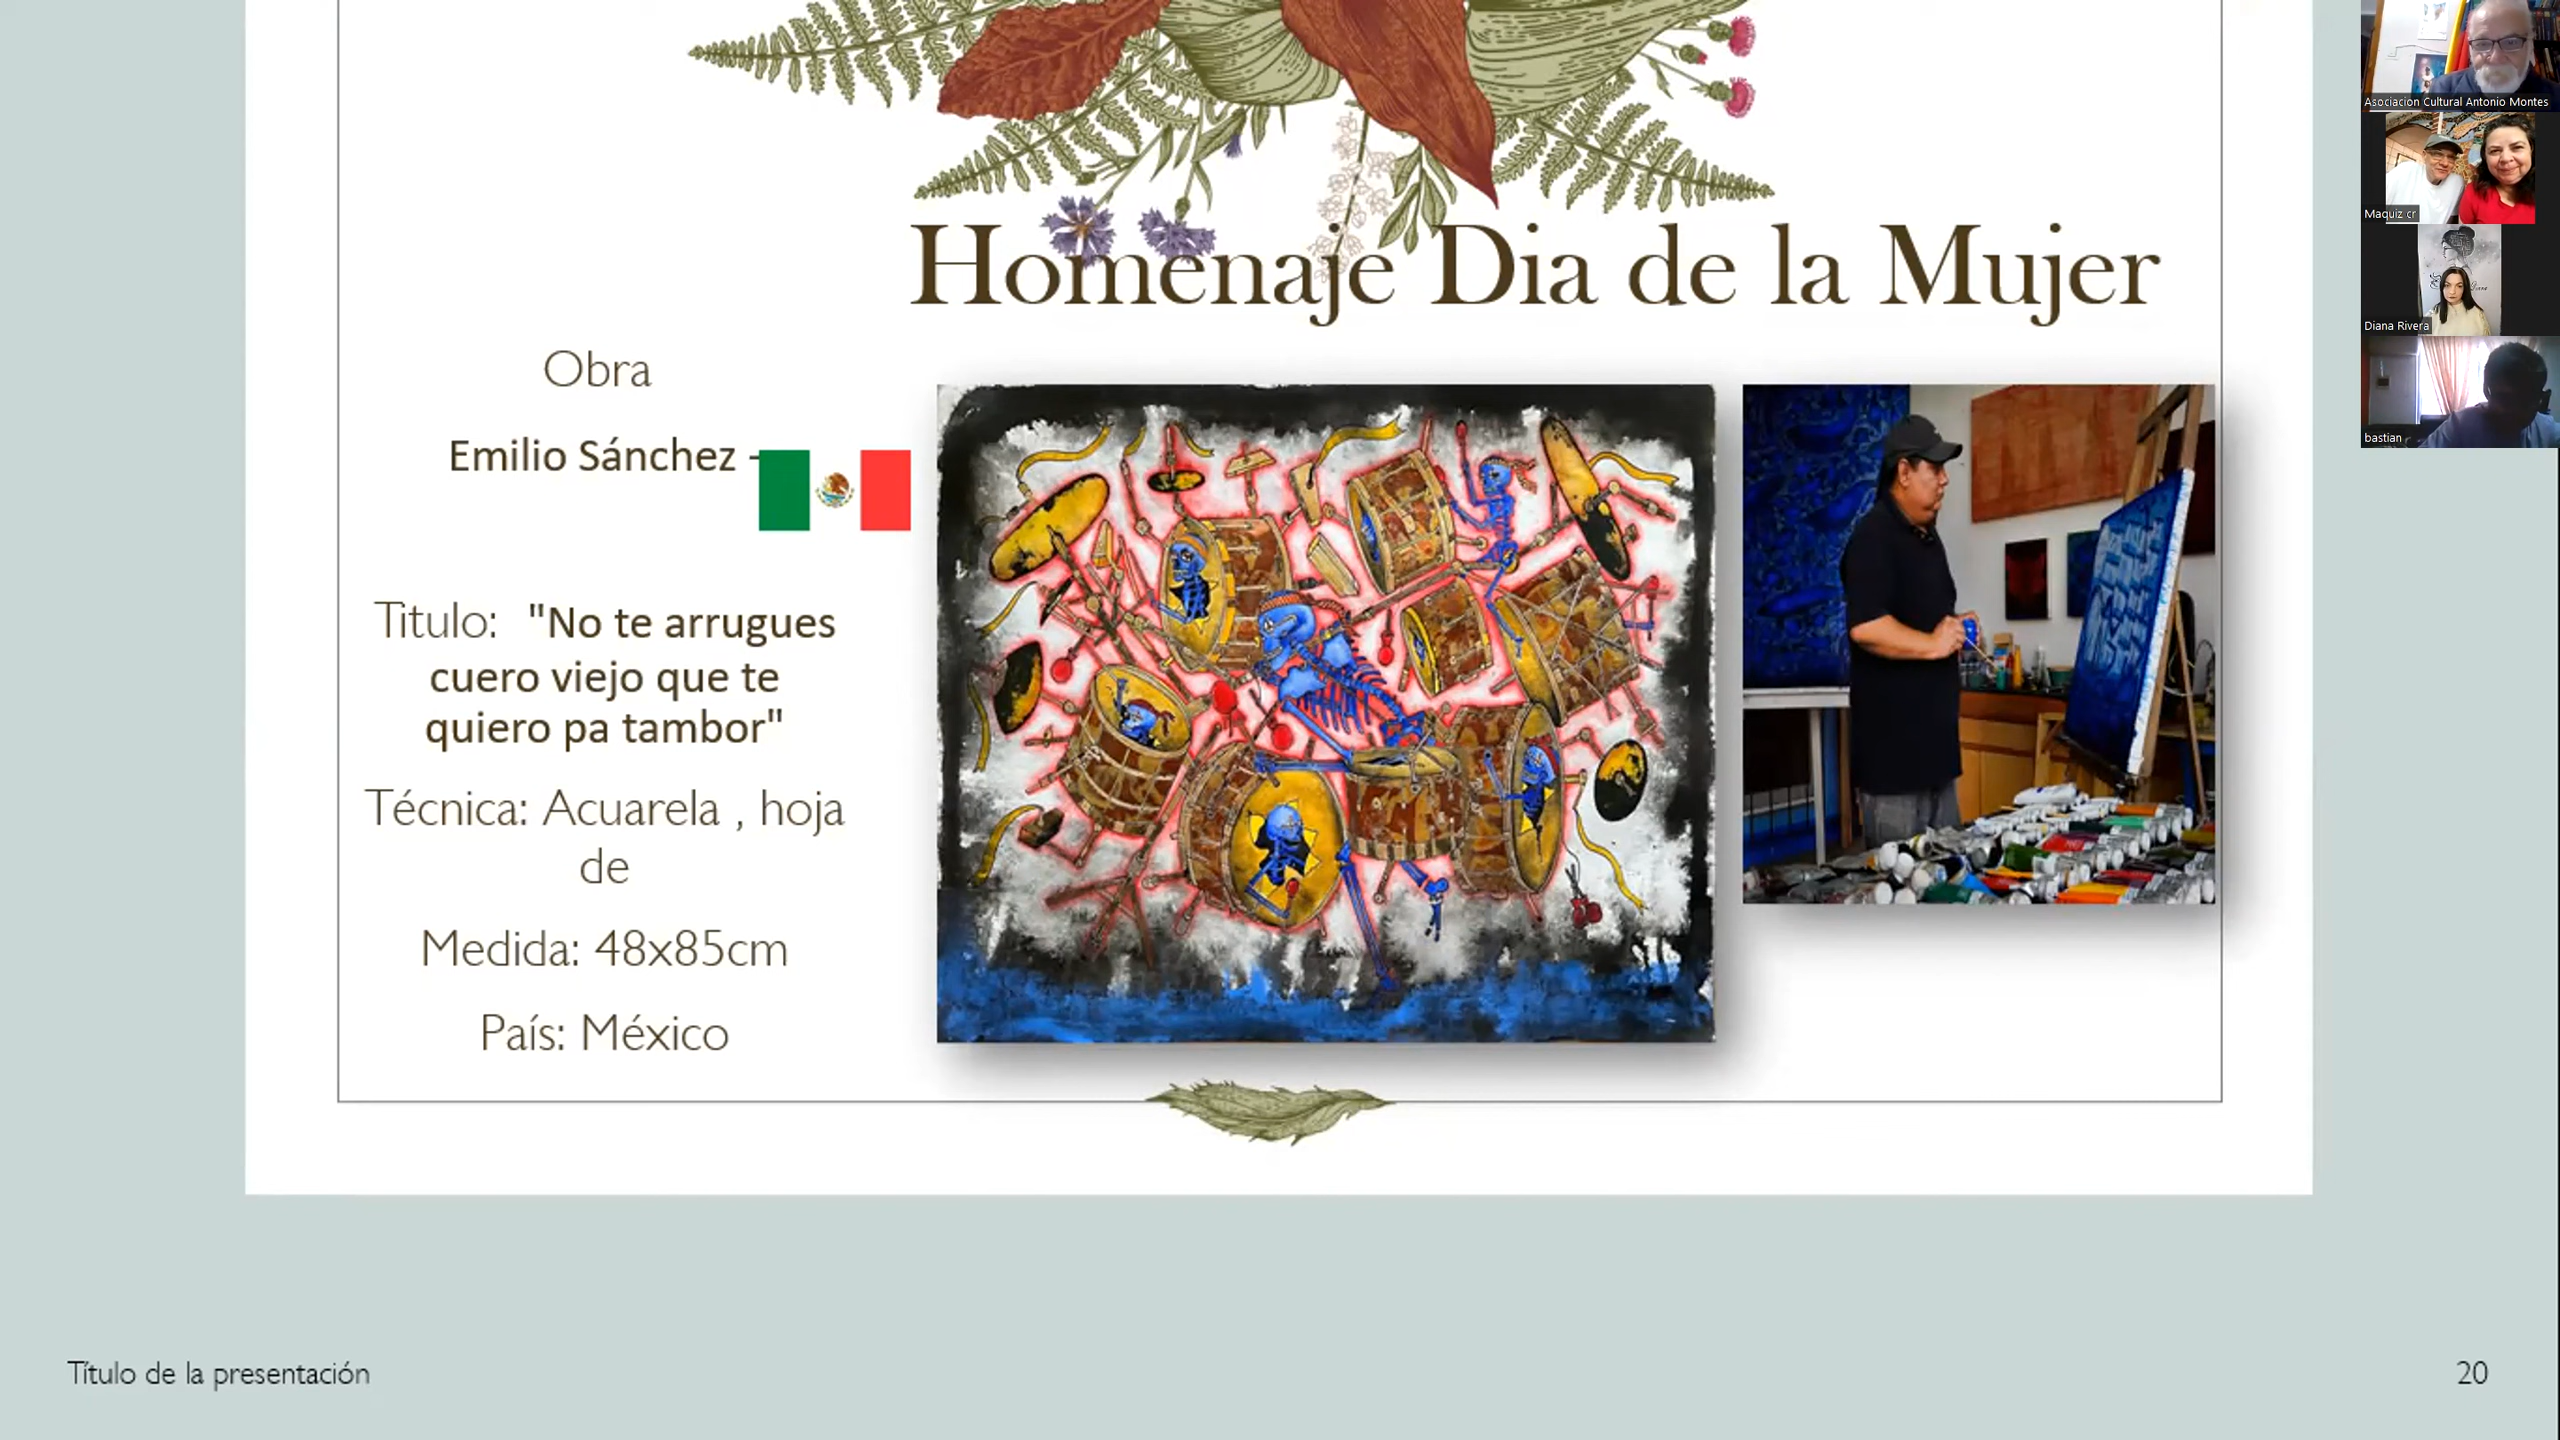 Homenaje Dia de la Mujer
Obra
Emilio Sánchez -
Titulo: "No te arrugues
cuero viejo que te
quiero pa tambor"
Técnica: Acuarela , hoja
de
Medida: 48x85cm
País: México
Título de la presentación
20
Asociacion Cultural Antonio Montes
Maquiz cr
Diana Rivera
bastian